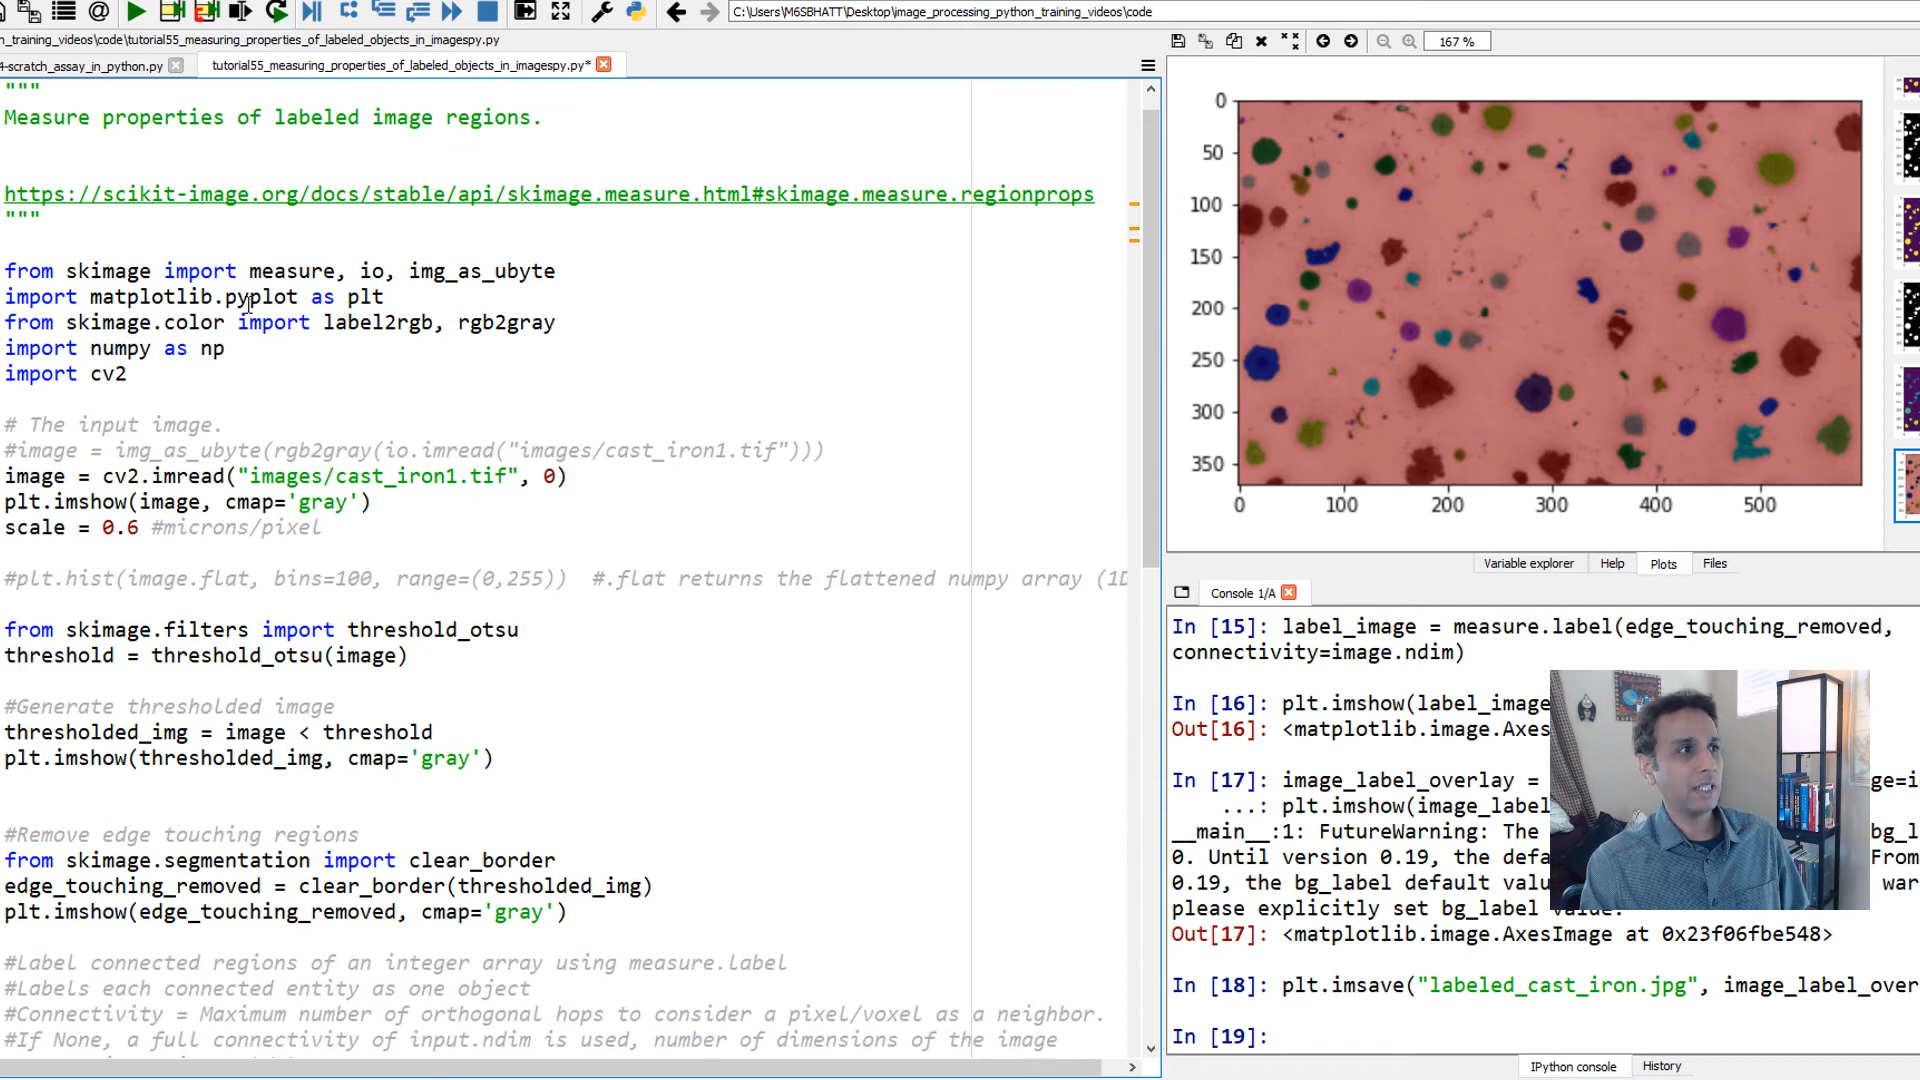 C:\Users\M6SBHATT\Desktop\image_processing_python_training_videos\code
n_training_videos\code\tutorial55_measuring_properties_of_labeled_objects_in_imagespy.py
4-scratch_assay_in_python.py
tutorial55_measuring_properties_of_labeled_objects_in_imagespy.py*
"""
Measure properties of labeled image regions.
https://scikit-image.org/docs/stable/api/skimage.measure.html#skimage.measure.regionprops
"""
from skimage import measure, io, img_as_ubyte
import matplotlib.pyplot as plt
from skimage.color import label2rgb, rgb2gray
import numpy as np
import cv2
# The input image.
#image = img_as_ubyte(rgb2gray(io.imread("images/cast_iron1.tif")))
image = cv2.imread("images/cast_iron1.tif", 0)
plt.imshow(image, cmap='gray')
scale = 0.6 #microns/pixel
#plt.hist(image.flat, bins=100, range=(0,255))  #.flat returns the flattened numpy array (1D
from skimage.filters import threshold_otsu
threshold = threshold_otsu(image)
#Generate thresholded image
thresholded_img = image < threshold
plt.imshow(thresholded_img, cmap='gray')
#Remove edge touching regions
from skimage.segmentation import clear_border
edge_touching_removed = clear_border(thresholded_img)
plt.imshow(edge_touching_removed, cmap='gray')
#Label connected regions of an integer array using measure.label
#Labels each connected entity as one object
#Connectivity = Maximum number of orthogonal hops to consider a pixel/voxel as a neighbor.
#If None, a full connectivity of input.ndim is used, number of dimensions of the image
167 %
0
50
100
150
200
250
300
350
0 100 200 300 400 500
Variable explorer Help Plots Files
Console 1/A
In [15]: label_image = measure.label(edge_touching_removed,
connectivity=image.ndim)
In [16]: plt.imshow(label_image
Out[16]: <matplotlib.image.Axes
In [17]: image_label_overlay = ge=i
...: plt.imshow(image_label
__main__:1: FutureWarning: The bg_l
0. Until version 0.19, the defa From
0.19, the bg_label default valu war
please explicitly set bg_label value.
Out[17]: <matplotlib.image.AxesImage at 0x23f06fbe548>
In [18]: plt.imsave("labeled_cast_iron.jpg", image_label_over
In [19]:
IPython console History